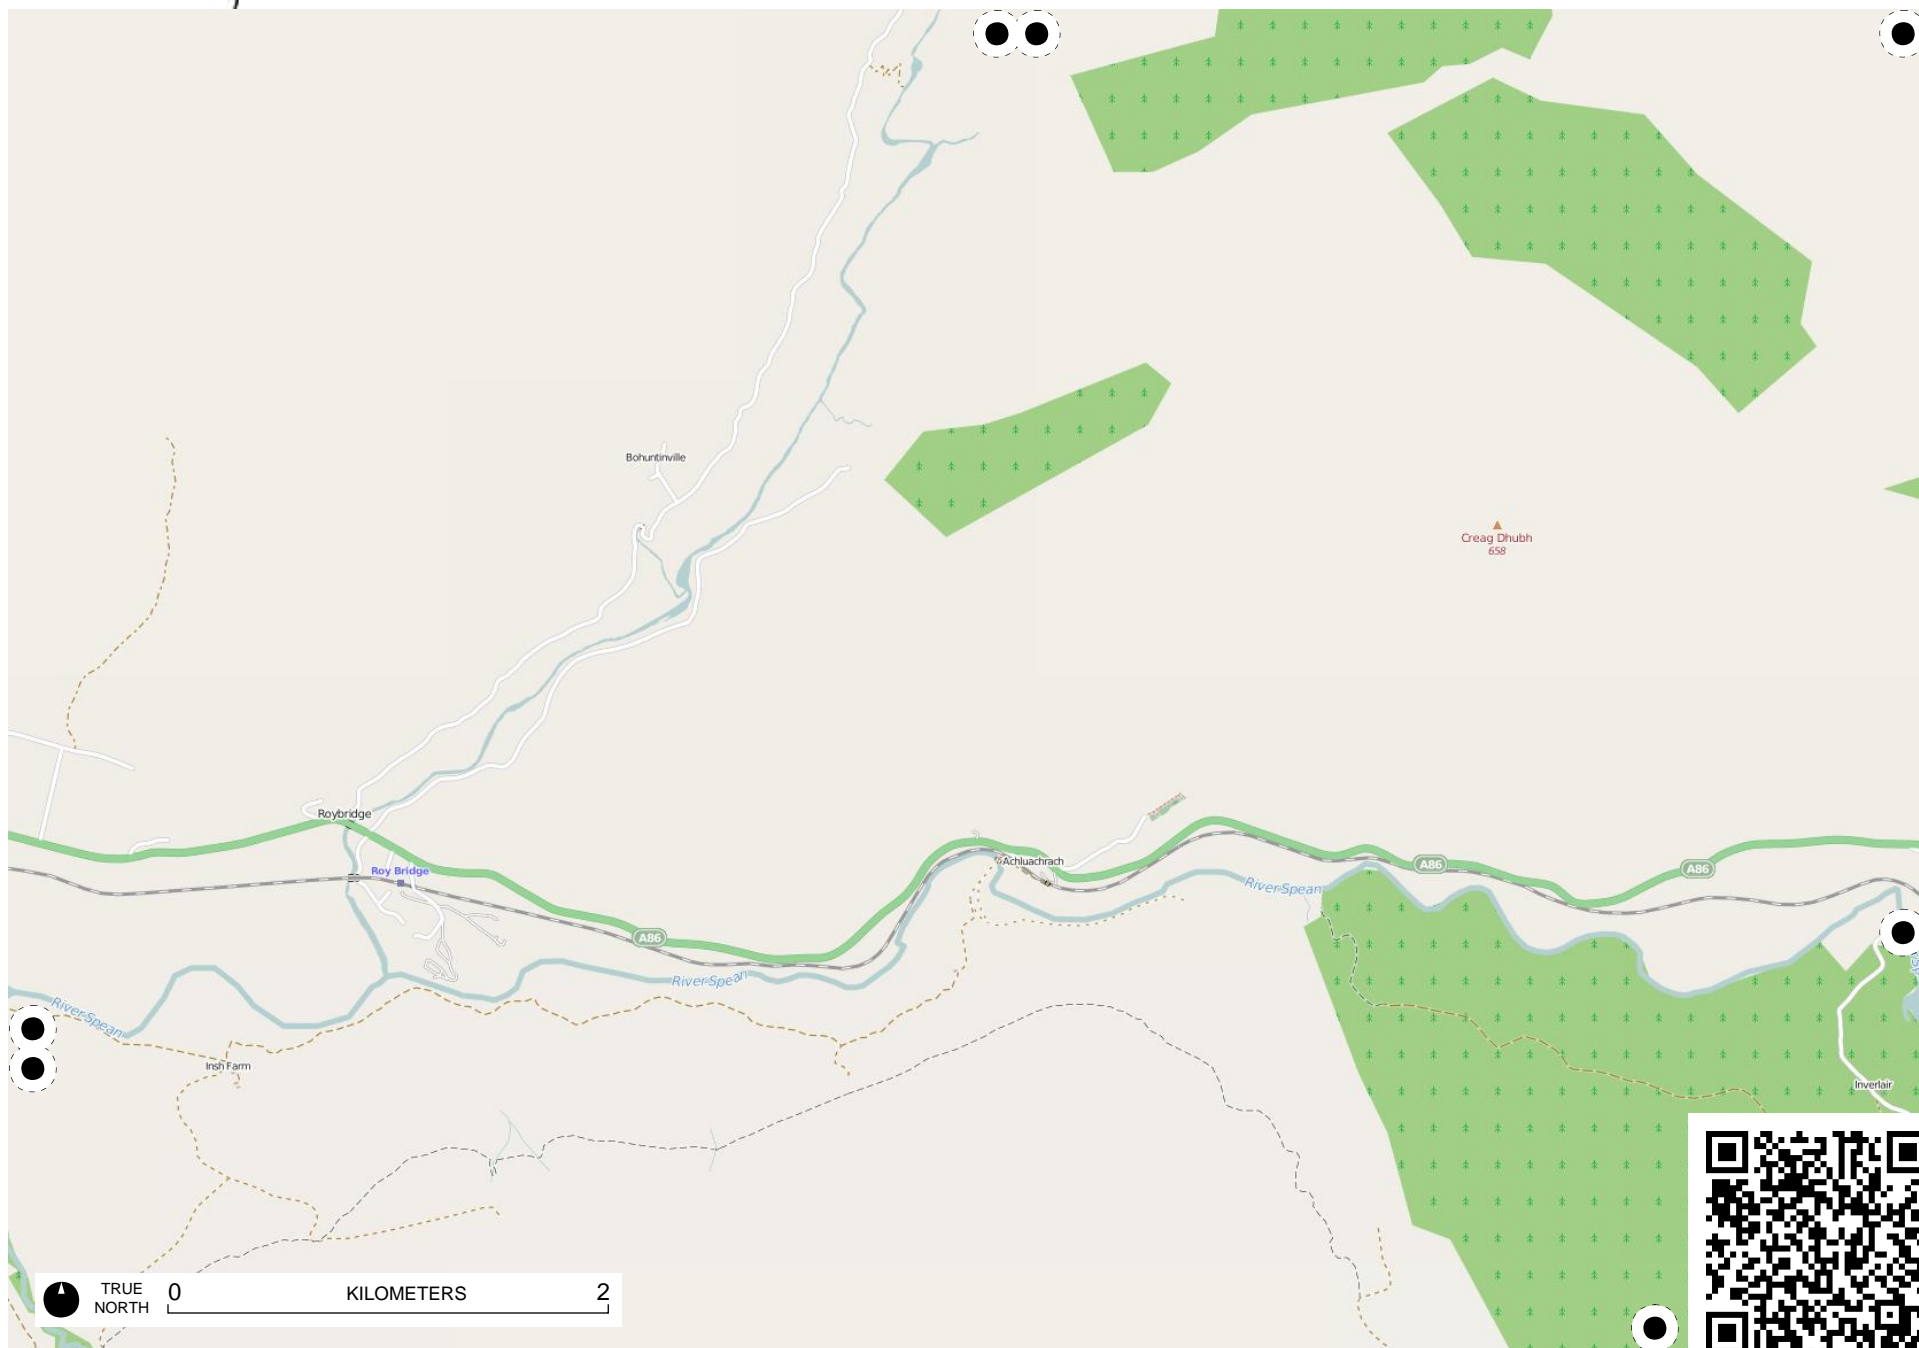 Bohuntinville
Creag Dhubh
658
Roybridge
Roy Bridge
Achluachrach
A86
A86
River Spean
A86
River Spean
River Spean
Insh Farm
Inverlair
TRUE
NORTH
0 KILOMETERS 2